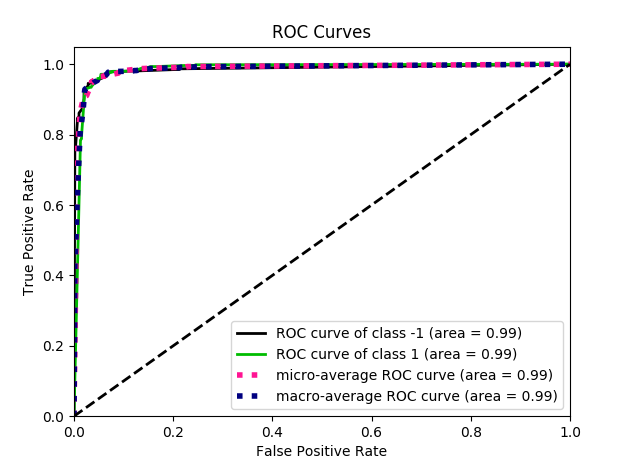 ROC Curves
True Positive Rate
1.0
0.8
0.6
0.4
0.2
0.0
ROC curve of class -1 (area = 0.99)
ROC curve of class 1 (area = 0.99)
micro-average ROC curve (area = 0.99)
macro-average ROC curve (area = 0.99)
0.0 0.2 0.4 0.6 0.8 1.0
False Positive Rate